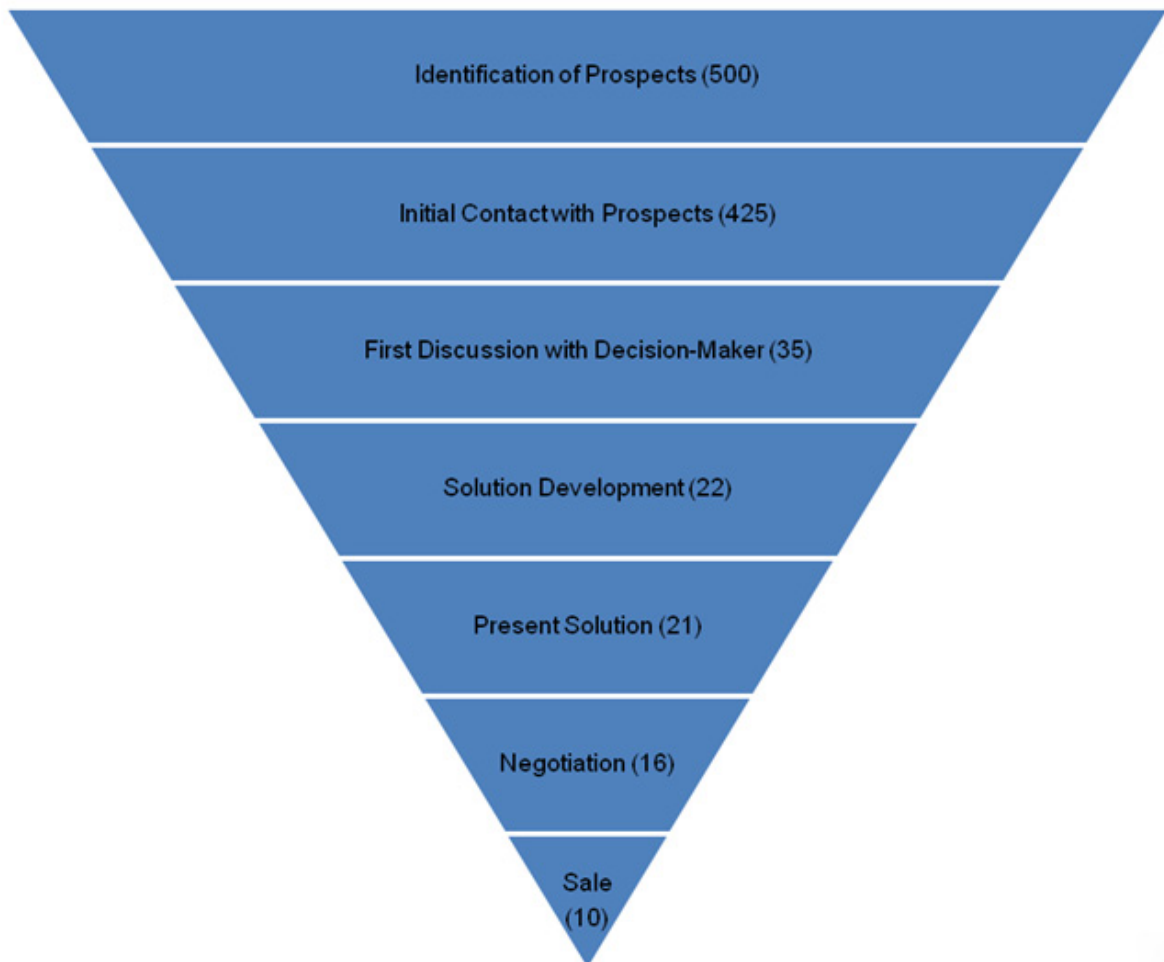 Identification of Prospects (500)
Initial Contact with Prospects (425)
First Discussion with Decision-Maker (35)
Solution Development (22)
Present Solution (21)
Negotiation (16)
Sale
(10)